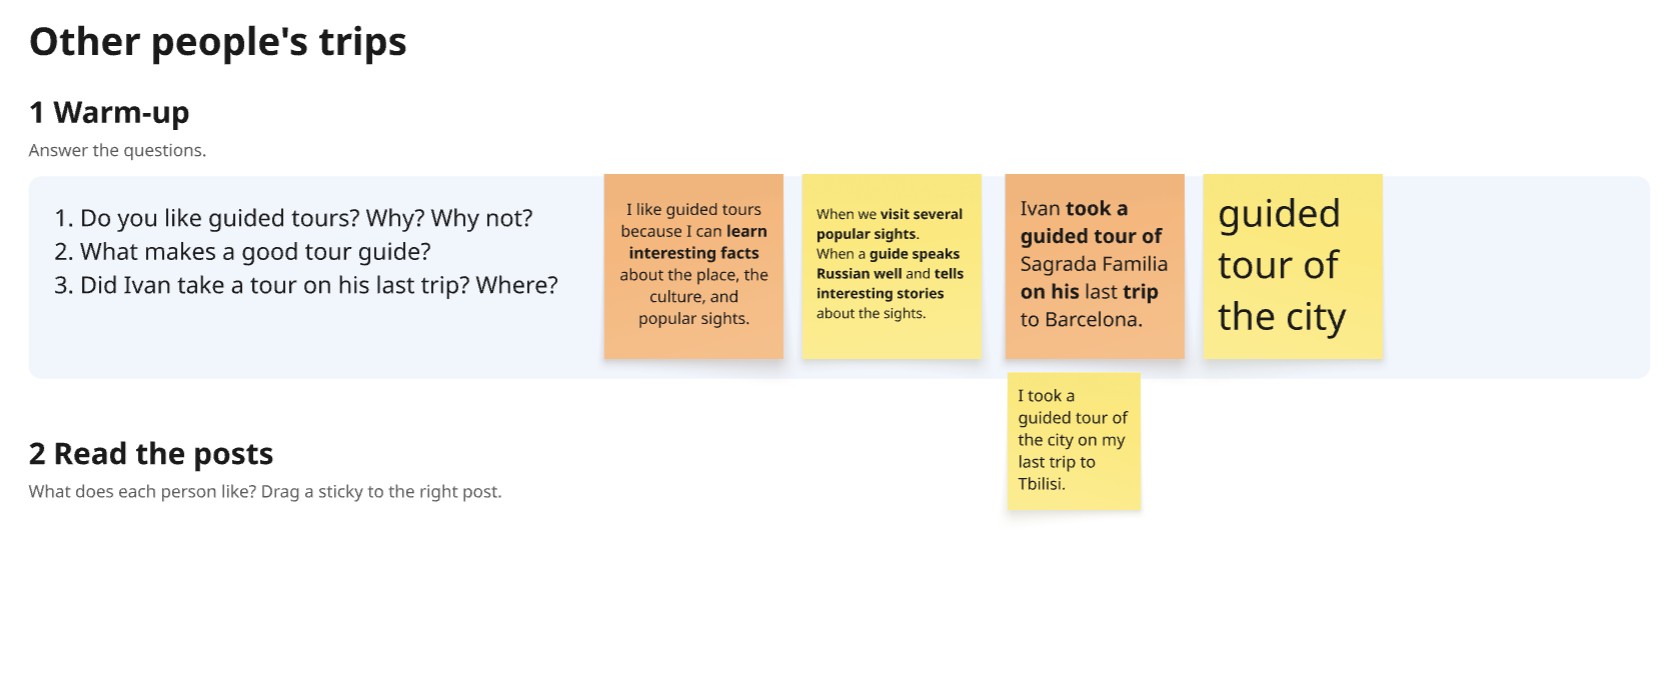 Other people's trips
1 Warm-up
Answer the questions.
1. Do you like guided tours? Why? Why not?
2. What makes a good tour guide?
3. Did Ivan take a tour on his last trip? Where?
I like guided tours
because I can learn
interesting facts
about the place, the
culture, and
popular sights.
When we visit several
popular sights.
When a guide speaks
Russian well and tells
interesting stories
about the sights.
Ivan took a
guided tour of
Sagrada Familia
on his last trip
to Barcelona.
guided
tour of
the city
I took a
guided tour of
the city on my
last trip to
Tbilisi.
2 Read the posts
What does each person like? Drag a sticky to the right post.